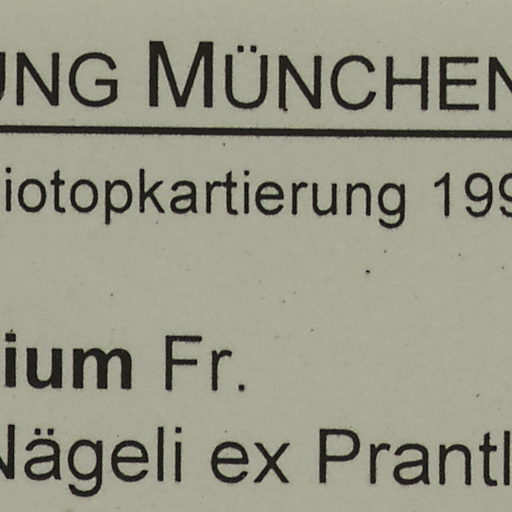 UNG MÜNCHEN
iotopkartierung 199
ium Fr.
Nägeli ex Prantl